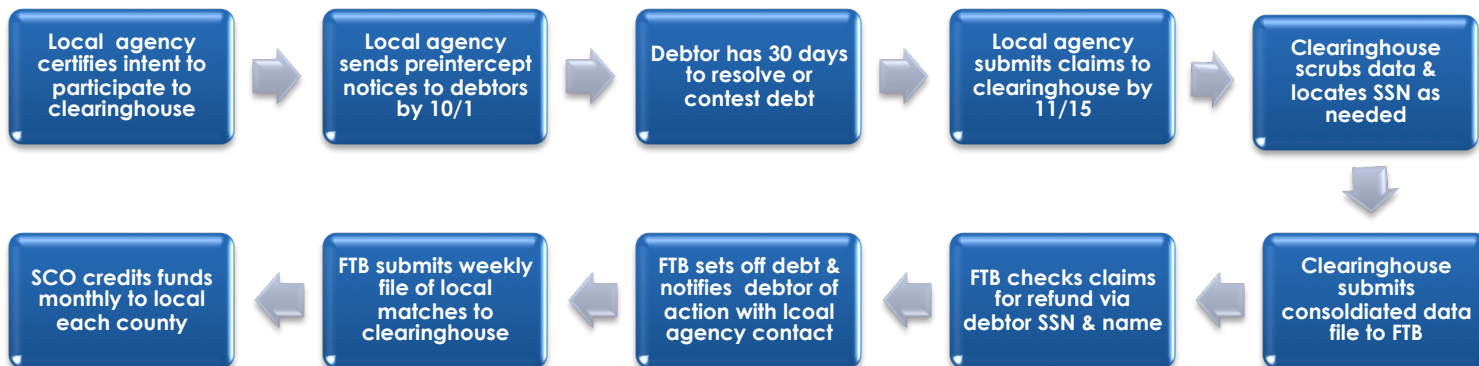 Local agency
certifies intent to
participate to
clearinghouse
Local agency
sends preintercept
notices to debtors
by 10/1
Debtor has 30 days
to resolve or
contest debt
Local agency
submits claims to
clearinghouse by
11/15
Clearinghouse
scrubs data &
locates SSN as
needed
Clearinghouse
submits
consoldiated data
file to FTB
FTB checks claims
for refund via
debtor SSN & name
FTB sets off debt &
notifies debtor of
action with lcoal
agency contact
FTB submits weekly
file of local
matches to
clearinghouse
SCO credits funds
monthly to local
each county